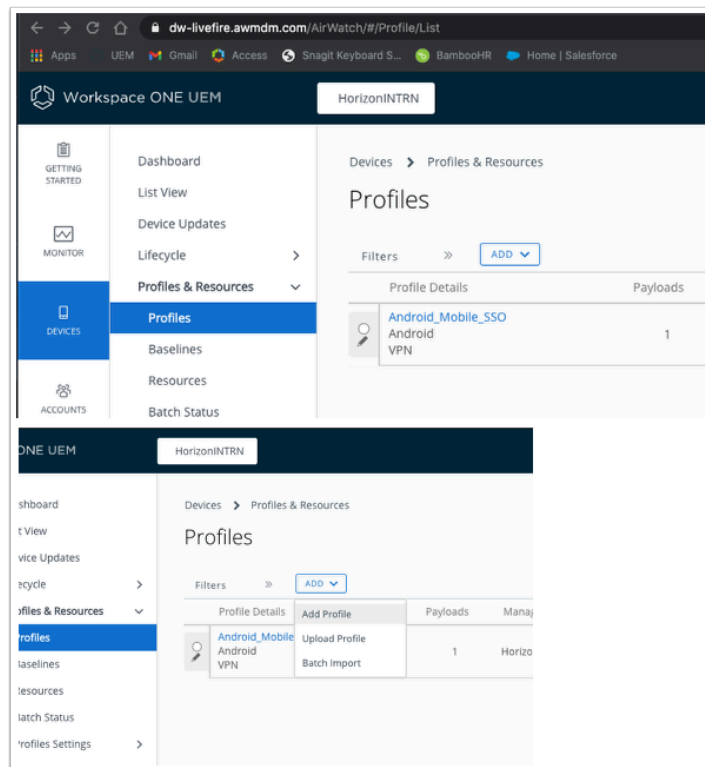 dw-livefire.awmdm.com/AirWatch/#/Profile/List
Apps UEM Gmail Access Snagit Keyboard S... BambooHR Home | Salesforce
Workspace ONE UEM HorizonINTRN
GETTING
STARTED
MONITOR
DEVICES
ACCOUNTS
Dashboard
List View
Device Updates
Lifecycle
Profiles & Resources
Profiles
Baselines
Resources
Batch Status
Devices > Profiles & Resources
Profiles
Filters » ADD
Profile Details Payloads
Android_Mobile_SSO
Android
VPN
1
ONE UEM HorizonINTRN
shboard
t View
vice Updates
ecycle
ofiles & Resources
rofiles
aselines
esources
atch Status
rofiles Settings
Devices > Profiles & Resources
Profiles
Filters » ADD
Profile Details Payloads Manag
Add Profile
Upload Profile
Batch Import
Android_Mobile
Android
VPN
1 Horizo